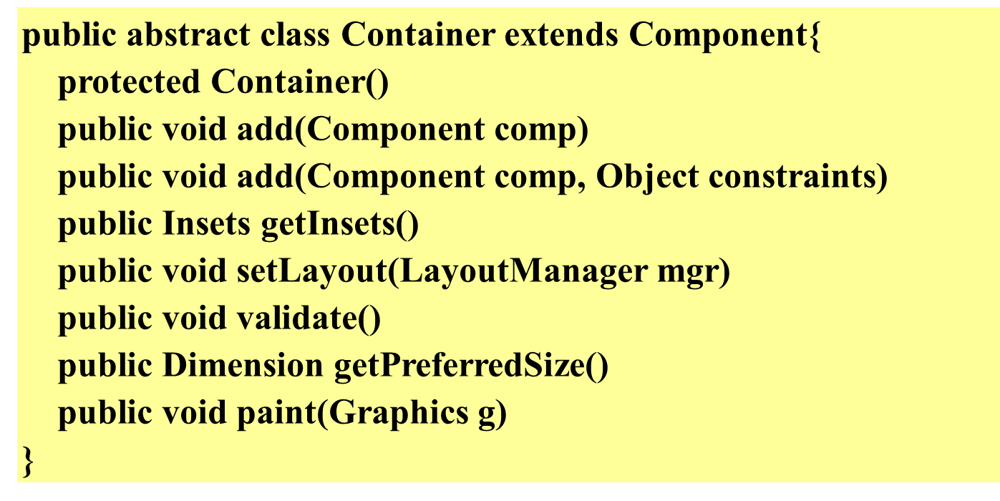 public abstract class Container extends Component{
protected Container()
public void add(Component comp)
public void add(Component comp, Object constraints)
public Insets getInsets()
public void setLayout(LayoutManager mgr)
public void validate()
public Dimension getPreferredSize()
public void paint(Graphics g)
}